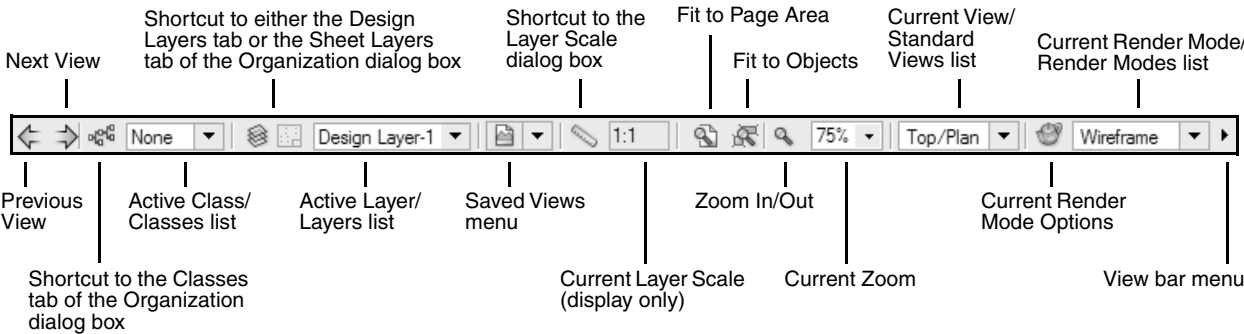 Next View
Shortcut to either the Design
Layers tab or the Sheet Layers
tab of the Organization dialog box
Shortcut to the
Layer Scale
dialog box
Fit to Page Area
Fit to Objects
Current View/
Standard
Views list
Current Render Mode/
Render Modes list
None
Design Layer-1
1:1
75%
Top/Plan
Wireframe
Previous
View
Active Class/
Classes list
Active Layer/
Layers list
Saved Views
menu
Zoom In/Out
Current Render
Mode Options
Shortcut to the Classes
tab of the Organization
dialog box
Current Layer Scale
(display only)
Current Zoom
View bar menu